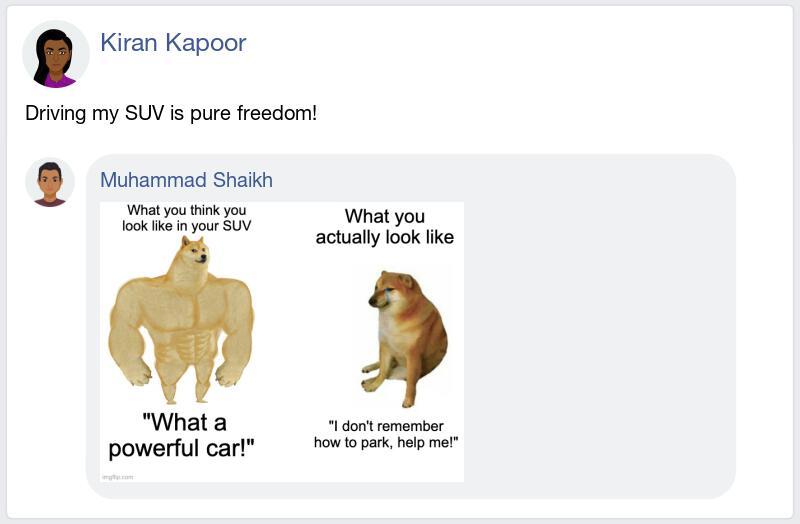 Kiran Kapoor
Driving my SUV is pure freedom!
Muhammad Shaikh
What you think you
look like in your SUV
What you
actually look like
"What a
powerful car!"
"I don't remember
how to park, help me!"
imgflip.com